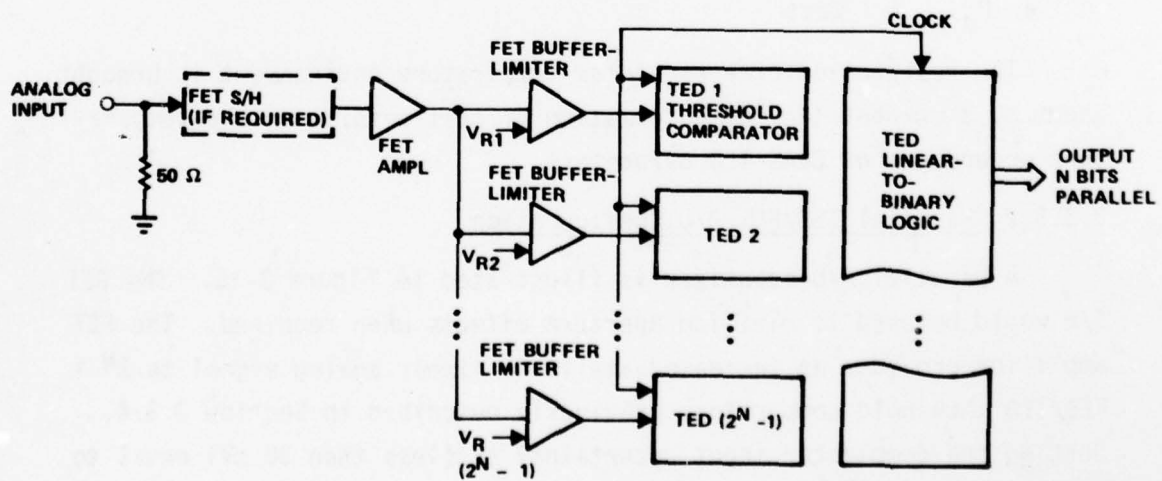 CLOCK
FET BUFFER-
LIMITER
ANALOG
INPUT
FET S/H
(IF REQUIRED)
FET
AMPL
50 Ω
V_R1
TED 1
THRESHOLD
COMPARATOR
TED
LINEAR-
TO-
BINARY
LOGIC
OUTPUT
N BITS
PARALLEL
FET BUFFER-
LIMITER
V_R2
TED 2
FET BUFFER
LIMITER
V_R
(2^N - 1)
TED (2^N -1)